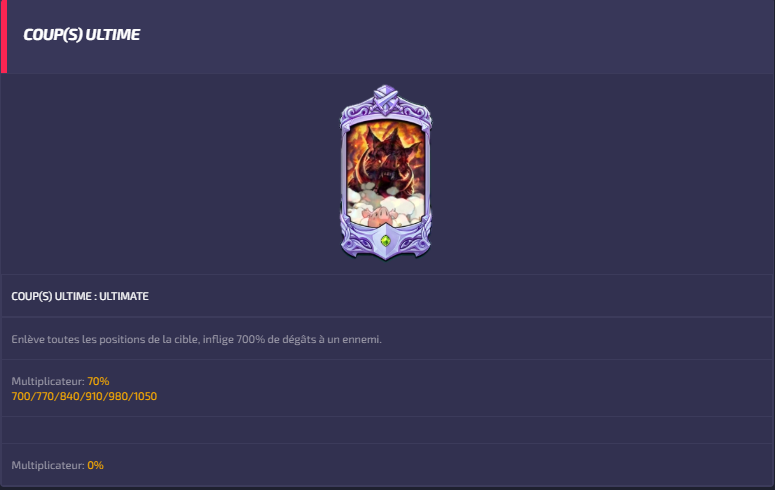 COUP(S) ULTIME
COUP(S) ULTIME : ULTIMATE
Enlève toutes les positions de la cible, inflige 700% de dégâts à un ennemi.
Multiplicateur: 70%
700/770/840/910/980/1050
Multiplicateur: 0%